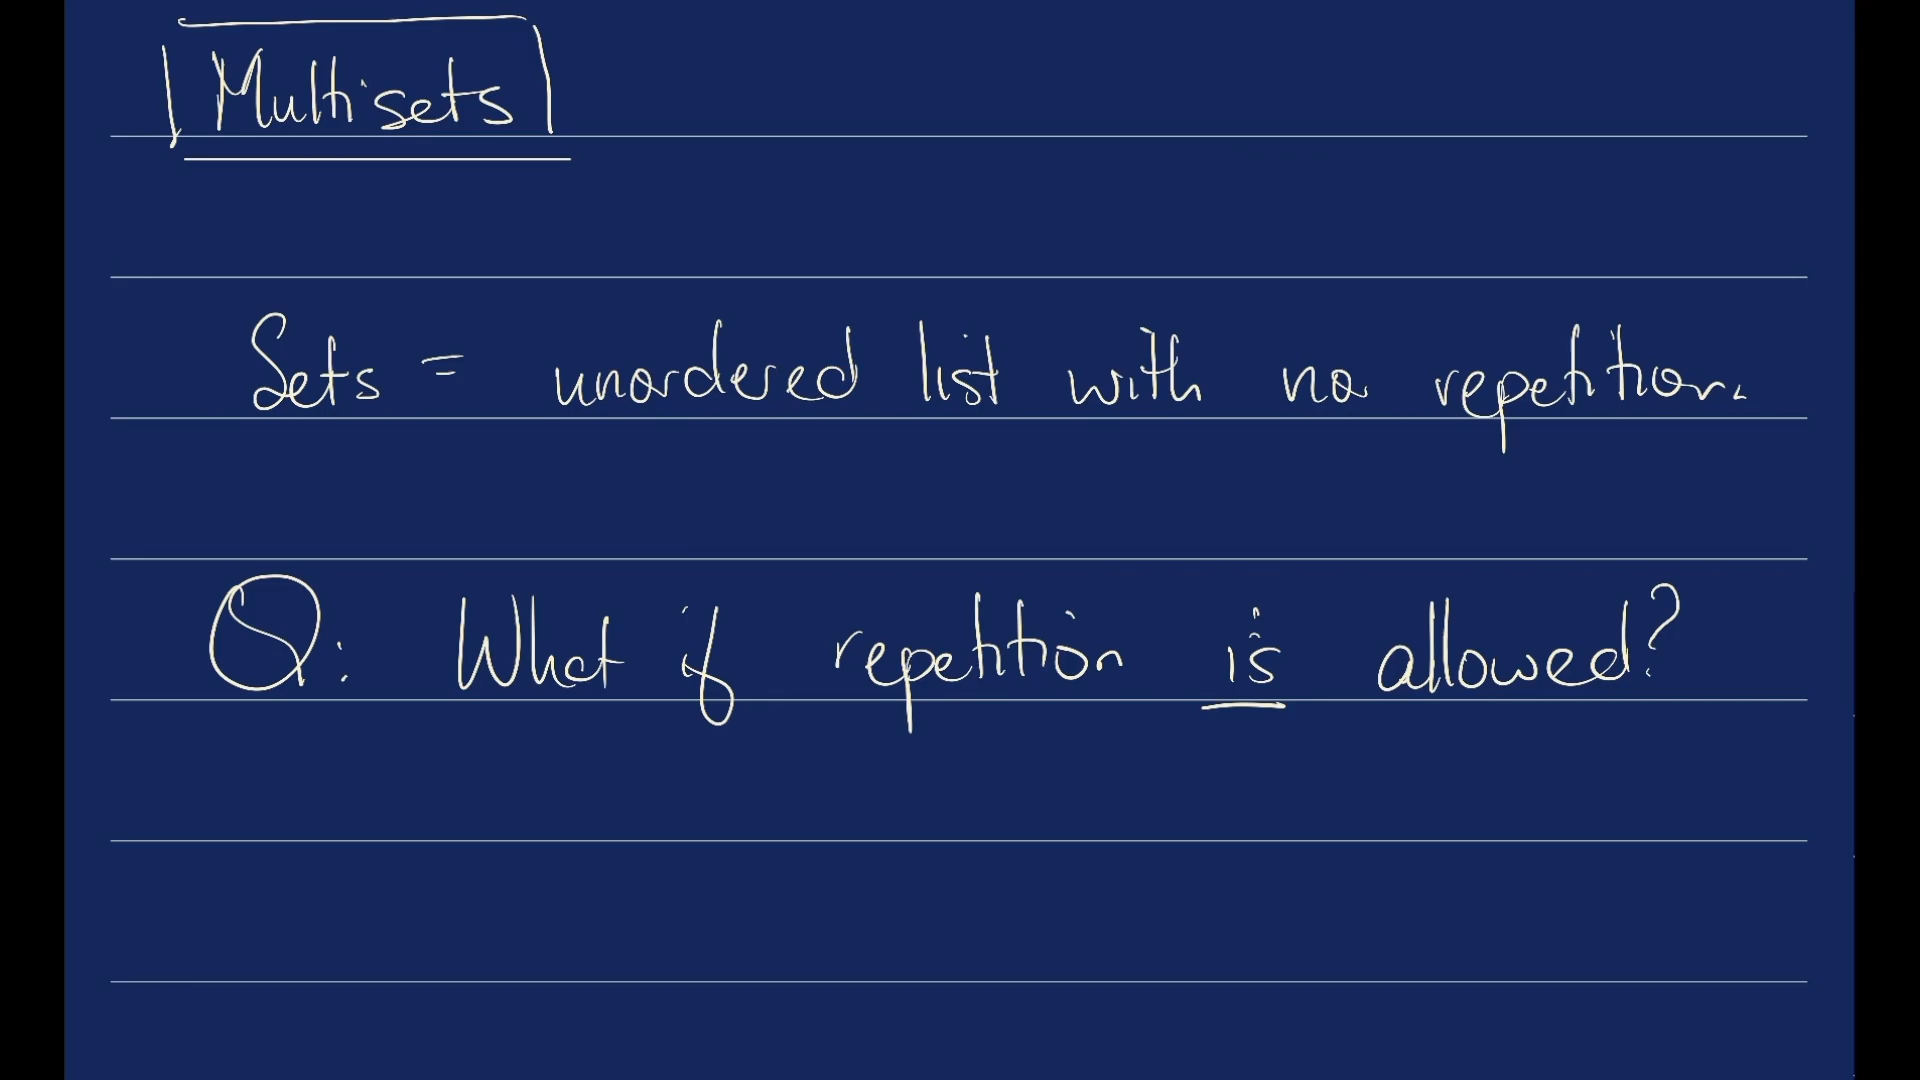 Multisets
Sets = unordered list with no repetition.
Q: What if repetition is allowed?